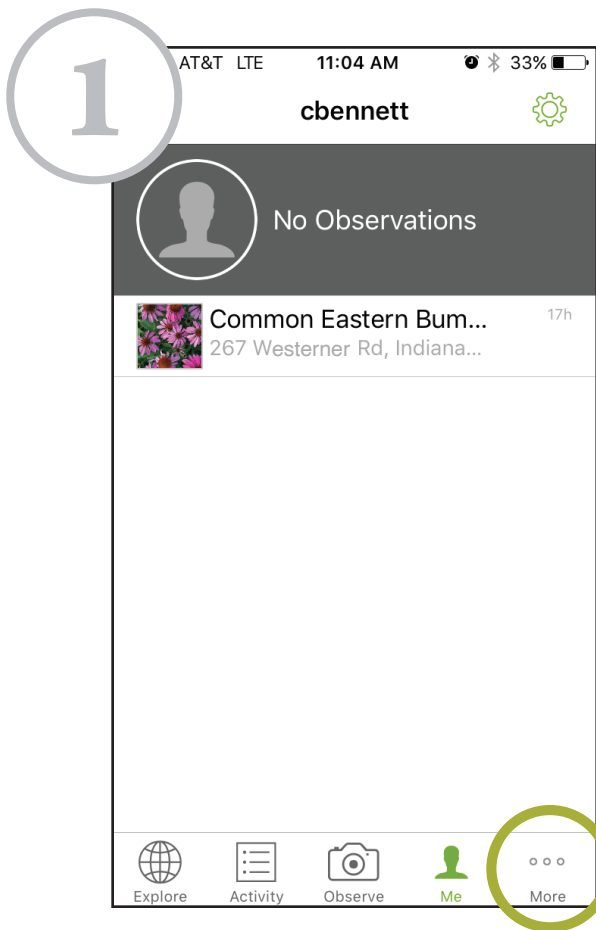 1
AT&T LTE 11:04 AM 33%
cbennett
No Observations
Common Eastern Bum... 17h
267 Westerner Rd, Indiana...
Explore Activity Observe Me More